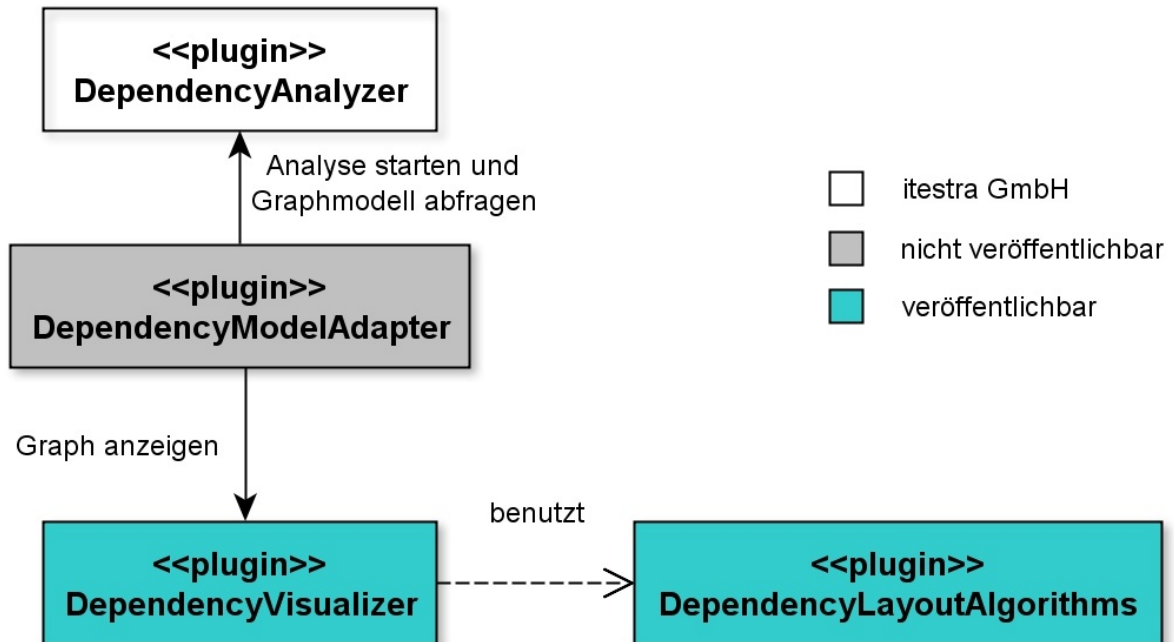 <<plugin>>
DependencyAnalyzer
Analyse starten und
Graphmodell abfragen
itestra GmbH
nicht veröffentlichbar
veröffentlichbar
<<plugin>>
DependencyModelAdapter
Graph anzeigen
benutzt
<<plugin>>
DependencyVisualizer
<<plugin>>
DependencyLayoutAlgorithms